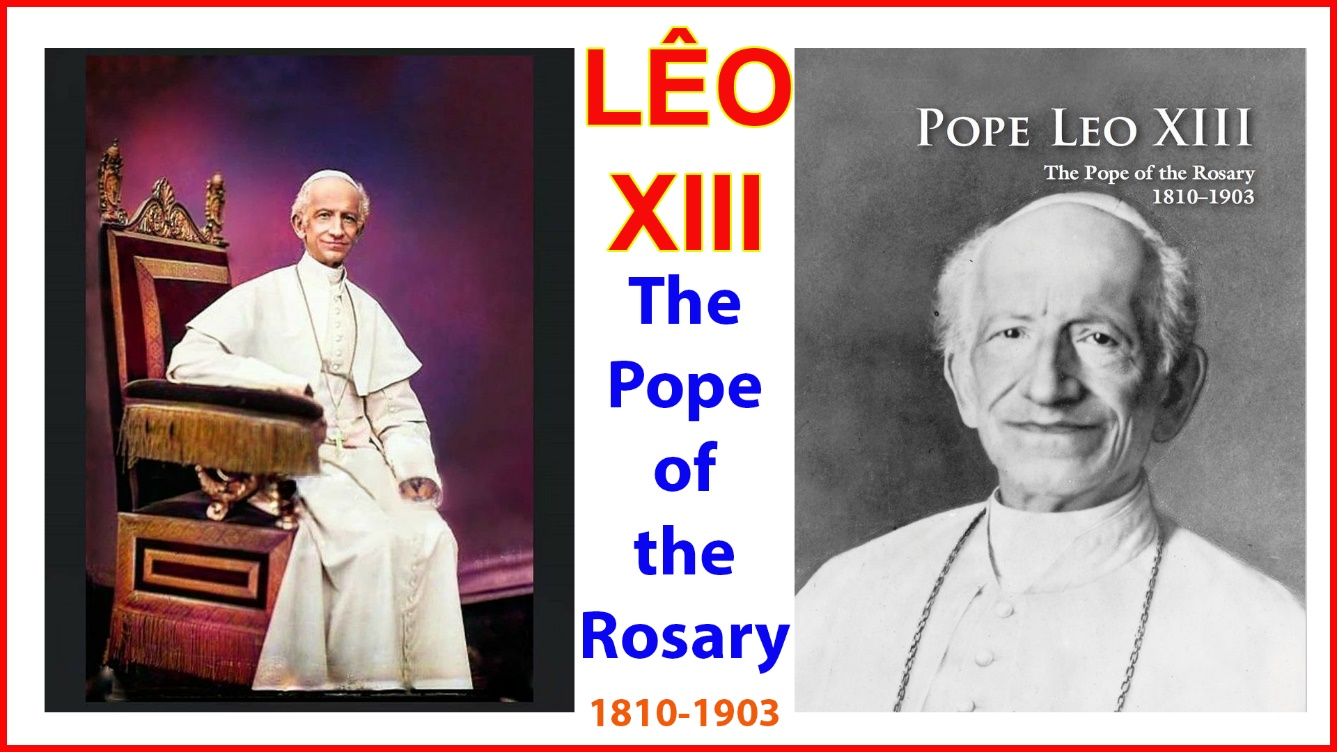 LÊO
XIII
The
Pope
of
the
Rosary
1810-1903
Pope Leo XIII
The Pope of the Rosary
1810–1903